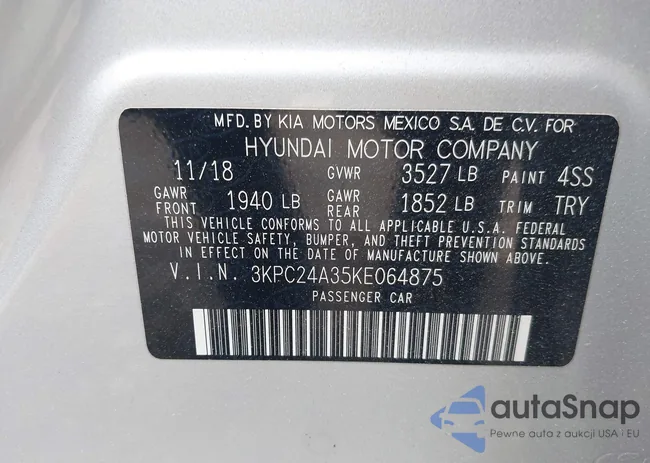 MFD. BY KIA MOTORS MEXICO S.A. DE C.V. FOR
HYUNDAI MOTOR COMPANY
11/18 GVWR 3527 LB PAINT 4SS
GAWR FRONT 1940 LB GAWR REAR 1852 LB TRIM TRY
THIS VEHICLE CONFORMS TO ALL APPLICABLE U.S.A. FEDERAL
MOTOR VEHICLE SAFETY, BUMPER, AND THEFT PREVENTION STANDARDS
IN EFFECT ON THE DATE OF MANUFACTURE SHOWN ABOVE.
V.I.N. 3KPC24A35KE064875
PASSENGER CAR
autaSnap
Pewne auta z aukcji USA i EU